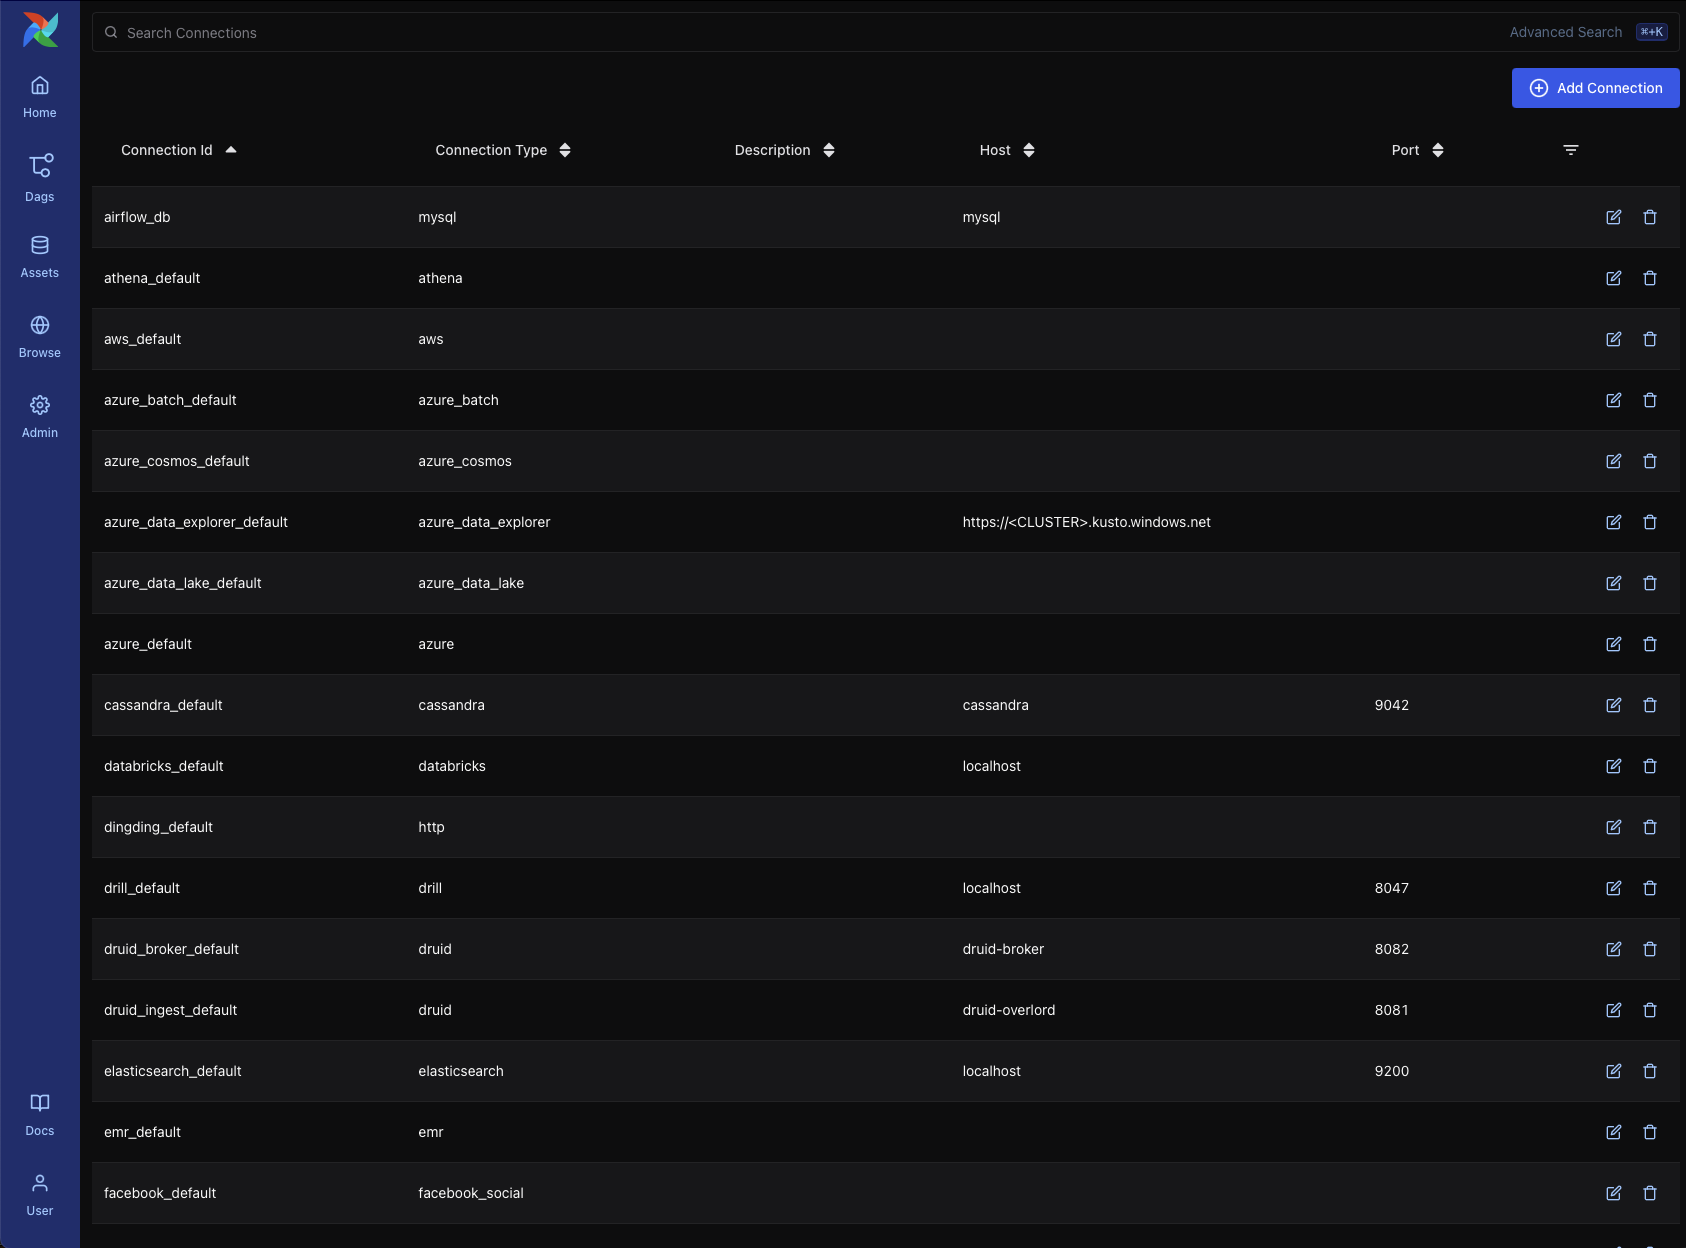 Search Connections Advanced Search ⌘+K
Add Connection
Home
Dags
Assets
Browse
Admin
Docs
User
Connection Id Connection Type Description Host Port
airflow_db mysql mysql
athena_default athena
aws_default aws
azure_batch_default azure_batch
azure_cosmos_default azure_cosmos
azure_data_explorer_default azure_data_explorer https://<CLUSTER>.kusto.windows.net
azure_data_lake_default azure_data_lake
azure_default azure
cassandra_default cassandra cassandra 9042
databricks_default databricks localhost
dingding_default http
drill_default drill localhost 8047
druid_broker_default druid druid-broker 8082
druid_ingest_default druid druid-overlord 8081
elasticsearch_default elasticsearch localhost 9200
emr_default emr
facebook_default facebook_social